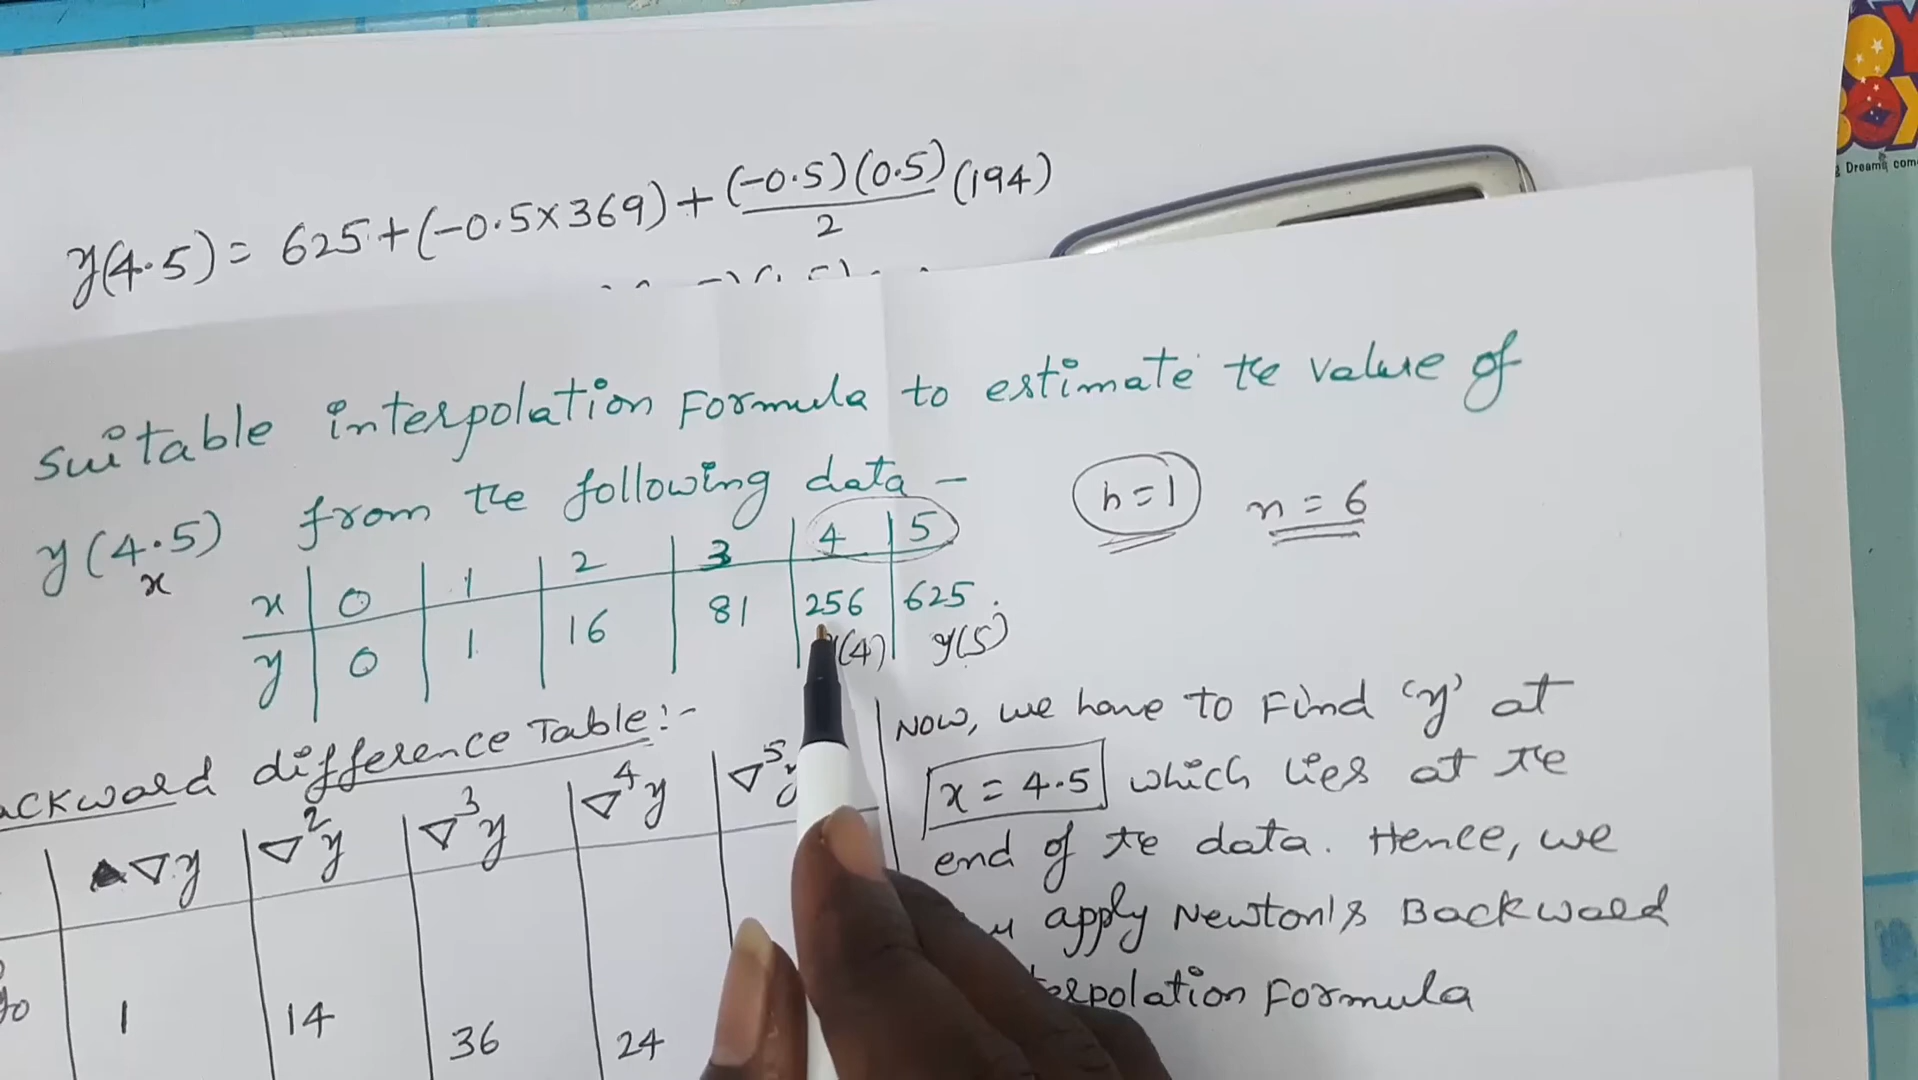 y(4.5) = 625 + (-0.5×369) + (-0.5)(0.5)/2 (194)
suitable interpolation Formula to estimate the value of
y(4.5) from the following data -
x
h=1 n = 6
x | 0 | 1 | 2 | 3 | 4 | 5
y | 0 | 1 | 16 | 81 | 256 | 625
(4) y(5)
difference Table:-
∇y | ∇²y | ∇³y | ∇⁴y | ∇⁵y
1 | 14 | 36 | 24
Now, we have to Find 'y' at
x = 4.5 which lies at the
end of the data. Hence, we
apply Newton's Backward
Formula